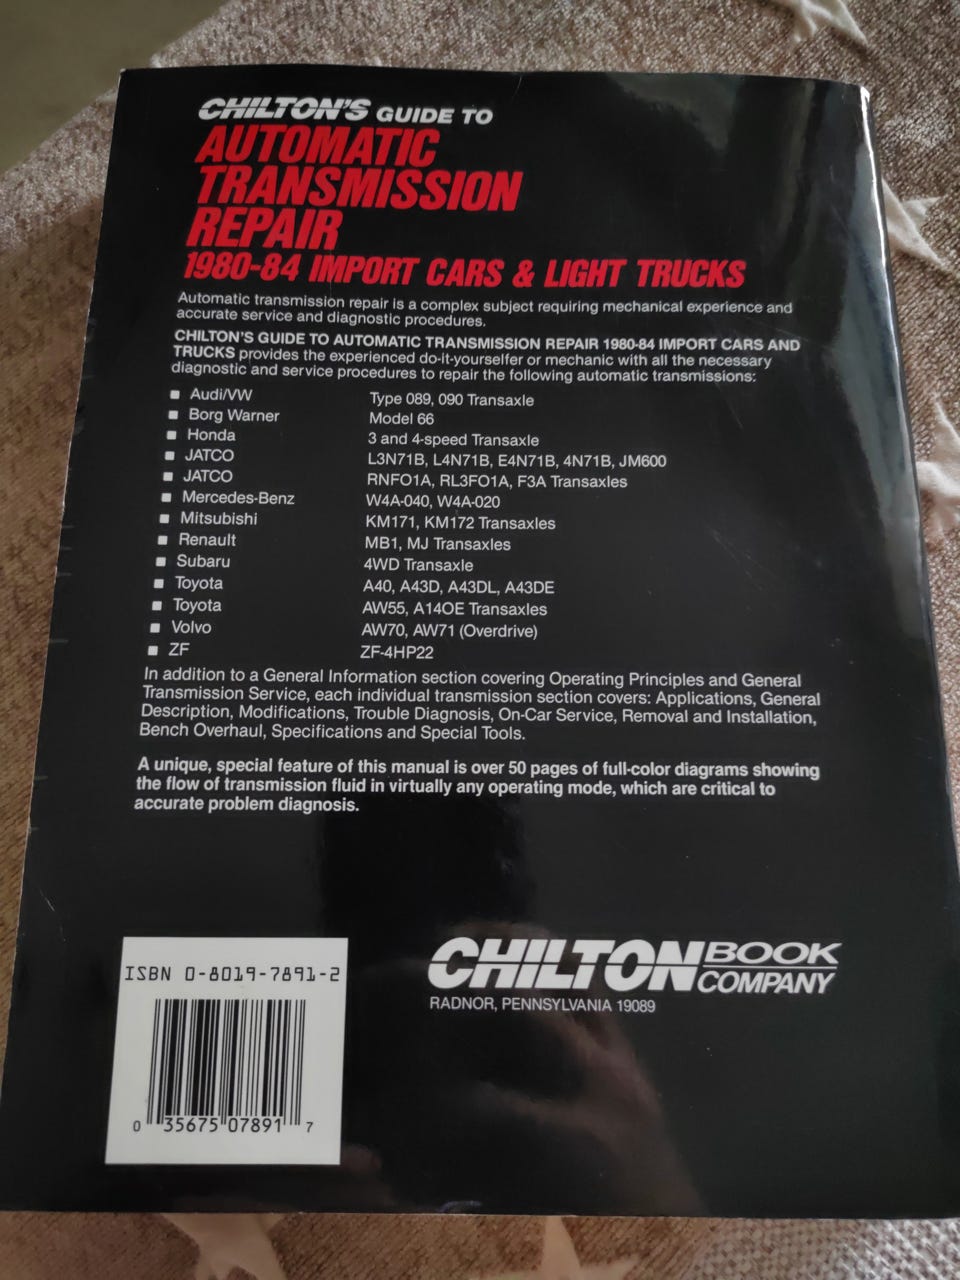 CHILTON'S GUIDE TO
AUTOMATIC
TRANSMISSION
REPAIR
1980-84 IMPORT CARS & LIGHT TRUCKS
Automatic transmission repair is a complex subject requiring mechanical experience and
accurate service and diagnostic procedures.
CHILTON'S GUIDE TO AUTOMATIC TRANSMISSION REPAIR 1980-84 IMPORT CARS AND
TRUCKS provides the experienced do-it-yourselfer or mechanic with all the necessary
diagnostic and service procedures to repair the following automatic transmissions:
■ Audi/VW Type 089, 090 Transaxle
■ Borg Warner Model 66
■ Honda 3 and 4-speed Transaxle
■ JATCO L3N71B, L4N71B, E4N71B, 4N71B, JM600
■ JATCO RNFO1A, RL3FO1A, F3A Transaxles
■ Mercedes-Benz W4A-040, W4A-020
■ Mitsubishi KM171, KM172 Transaxles
■ Renault MB1, MJ Transaxles
■ Subaru 4WD Transaxle
■ Toyota A40, A43D, A43DL, A43DE
■ Toyota AW55, A14OE Transaxles
■ Volvo AW70, AW71 (Overdrive)
■ ZF ZF-4HP22
In addition to a General Information section covering Operating Principles and General
Transmission Service, each individual transmission section covers: Applications, General
Description, Modifications, Trouble Diagnosis, On-Car Service, Removal and Installation,
Bench Overhaul, Specifications and Special Tools.
A unique, special feature of this manual is over 50 pages of full-color diagrams showing
the flow of transmission fluid in virtually any operating mode, which are critical to
accurate problem diagnosis.
ISBN 0-8019-7891-2
0 35675 07891 7
CHILTON BOOK COMPANY
RADNOR, PENNSYLVANIA 19089